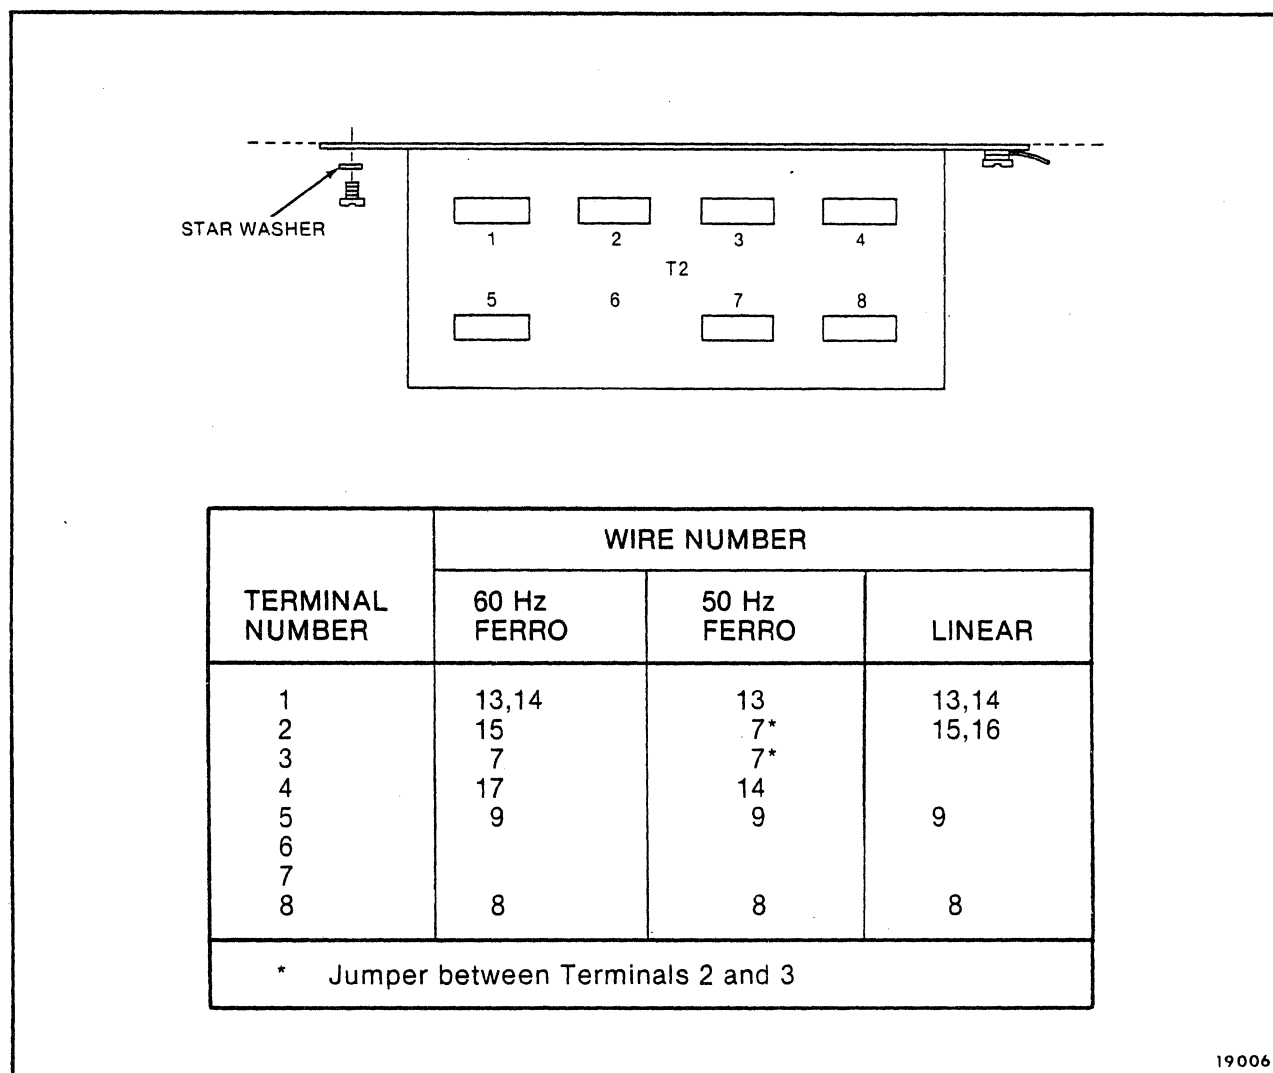 STAR WASHER
1 2 3 4
T2
5 6 7 8
WIRE NUMBER
TERMINAL NUMBER 60 Hz FERRO 50 Hz FERRO LINEAR
1 13,14 13 13,14
2 15 7* 15,16
3 7 7*
4 17 14
5 9 9 9
6
7
8 8 8 8
* Jumper between Terminals 2 and 3
19006